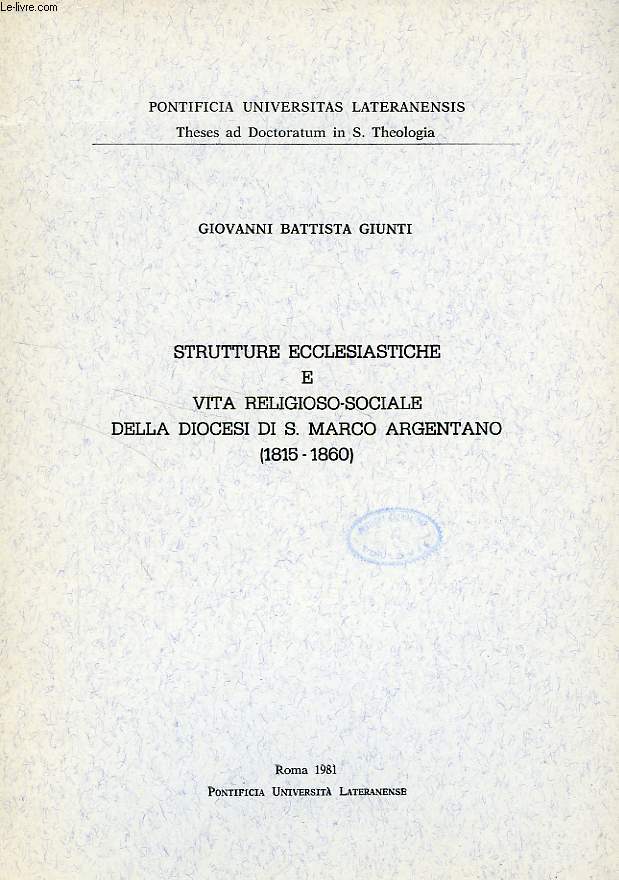 Le-livre.com
PONTIFICIA UNIVERSITAS LATERANENSIS
Theses ad Doctoratum in S. Theologia
GIOVANNI BATTISTA GIUNTI
STRUTTURE ECCLESIASTICHE
E
VITA RELIGIOSO-SOCIALE
DELLA DIOCESI DI S. MARCO ARGENTANO
(1815 - 1860)
Roma 1981
PONTIFICIA UNIVERSITÀ LATERANENSE